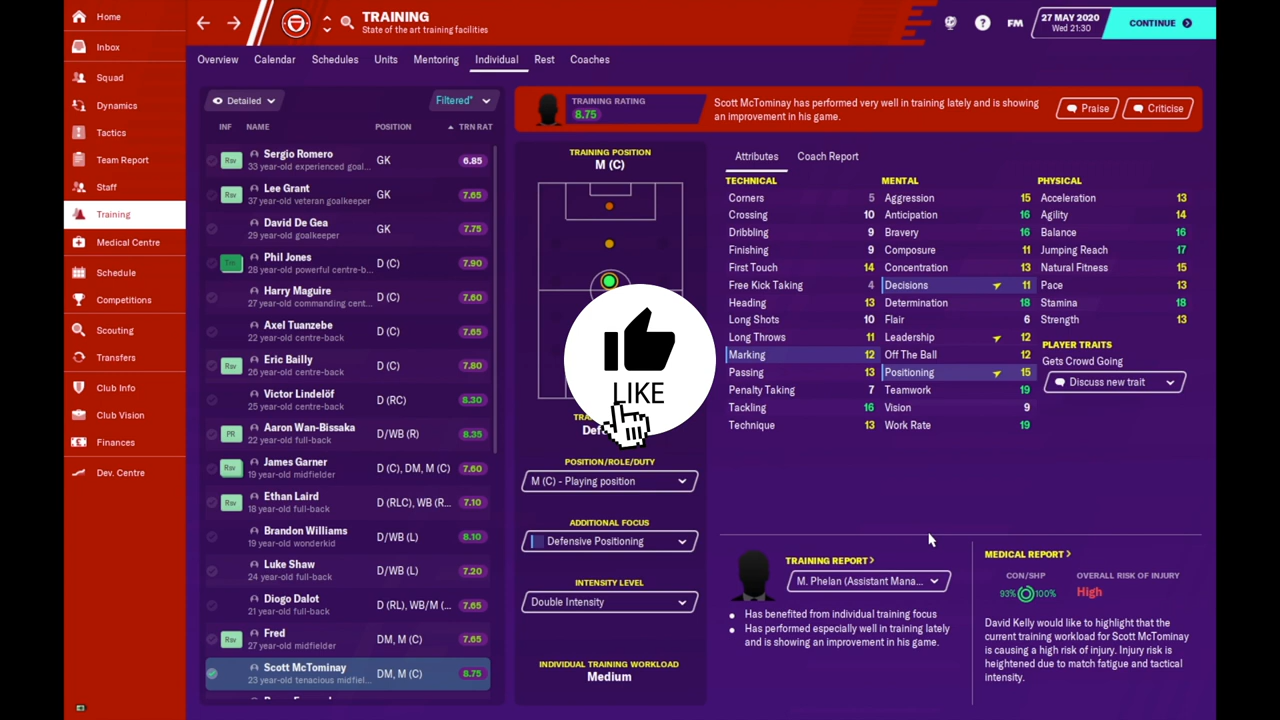 Home
Inbox
Squad
Dynamics
Tactics
Team Report
Staff
Training
Medical Centre
Schedule
Competitions
Scouting
Transfers
Club Info
Club Vision
Finances
Dev. Centre
TRAINING
State of the art training facilities
FM
27 MAY 2020
Wed 21:30
CONTINUE
Overview Calendar Schedules Units Mentoring Individual Rest Coaches
Detailed
Filtered*
INF NAME POSITION TRN RAT
Rsv Sergio Romero GK 6.85
33 year-old experienced goal...
Rsv Lee Grant GK 7.65
37 year-old veteran goalkeeper
David De Gea GK 7.75
29 year-old goalkeeper
Phil Jones D (C) 7.90
28 year-old powerful centre-b...
Harry Maguire D (C) 7.60
27 year-old commanding cent...
Axel Tuanzebe D (C) 7.65
22 year-old centre-back
Rsv Eric Bailly D (C) 7.80
26 year-old centre-back
Victor Lindelöf D (RC) 8.30
25 year-old centre-back
PR Aaron Wan-Bissaka D/WB (R) 8.35
22 year-old full-back
Rsv James Garner D (C), DM, M (C) 7.60
19 year-old midfielder
Rsv Ethan Laird D (RLC), WB (R... 7.10
18 year-old full-back
Brandon Williams D/WB (L) 8.10
19 year-old wonderkid
Luke Shaw D/WB (L) 7.20
24 year-old full-back
Diogo Dalot D (RL), WB/M (... 7.65
21 year-old full-back
Rsv Fred DM, M (C) 7.65
27 year-old midfielder
Scott McTominay DM, M (C) 8.75
23 year-old tenacious midfiel...
TRAINING RATING
8.75
Scott McTominay has performed very well in training lately and is showing
an improvement in his game.
Praise
Criticise
TRAINING POSITION
M (C)
LIKE
POSITION/ROLE/DUTY
M (C) - Playing position
ADDITIONAL FOCUS
Defensive Positioning
INTENSITY LEVEL
Double Intensity
INDIVIDUAL TRAINING WORKLOAD
Medium
Attributes Coach Report
TECHNICAL
Corners 5
Crossing 10
Dribbling 9
Finishing 9
First Touch 14
Free Kick Taking 4
Heading 13
Long Shots 10
Long Throws 11
Marking 12
Passing 13
Penalty Taking 7
Tackling 16
Technique 13
MENTAL
Aggression 15
Anticipation 16
Bravery 16
Composure 11
Concentration 13
Decisions 11
Determination 18
Flair 6
Leadership 12
Off The Ball 12
Positioning 15
Teamwork 19
Vision 9
Work Rate 19
PHYSICAL
Acceleration 13
Agility 14
Balance 16
Jumping Reach 17
Natural Fitness 15
Pace 13
Stamina 18
Strength 13
PLAYER TRAITS
Gets Crowd Going
Discuss new trait
TRAINING REPORT>
M. Phelan (Assistant Mana...
Has benefited from individual training focus
Has performed especially well in training lately
and is showing an improvement in his game.
MEDICAL REPORT>
CON/SHP
93% 100%
OVERALL RISK OF INJURY
High
David Kelly would like to highlight that the
current training workload for Scott McTominay
is causing a high risk of injury. Injury risk is
heightened due to match fatigue and tactical
intensity.